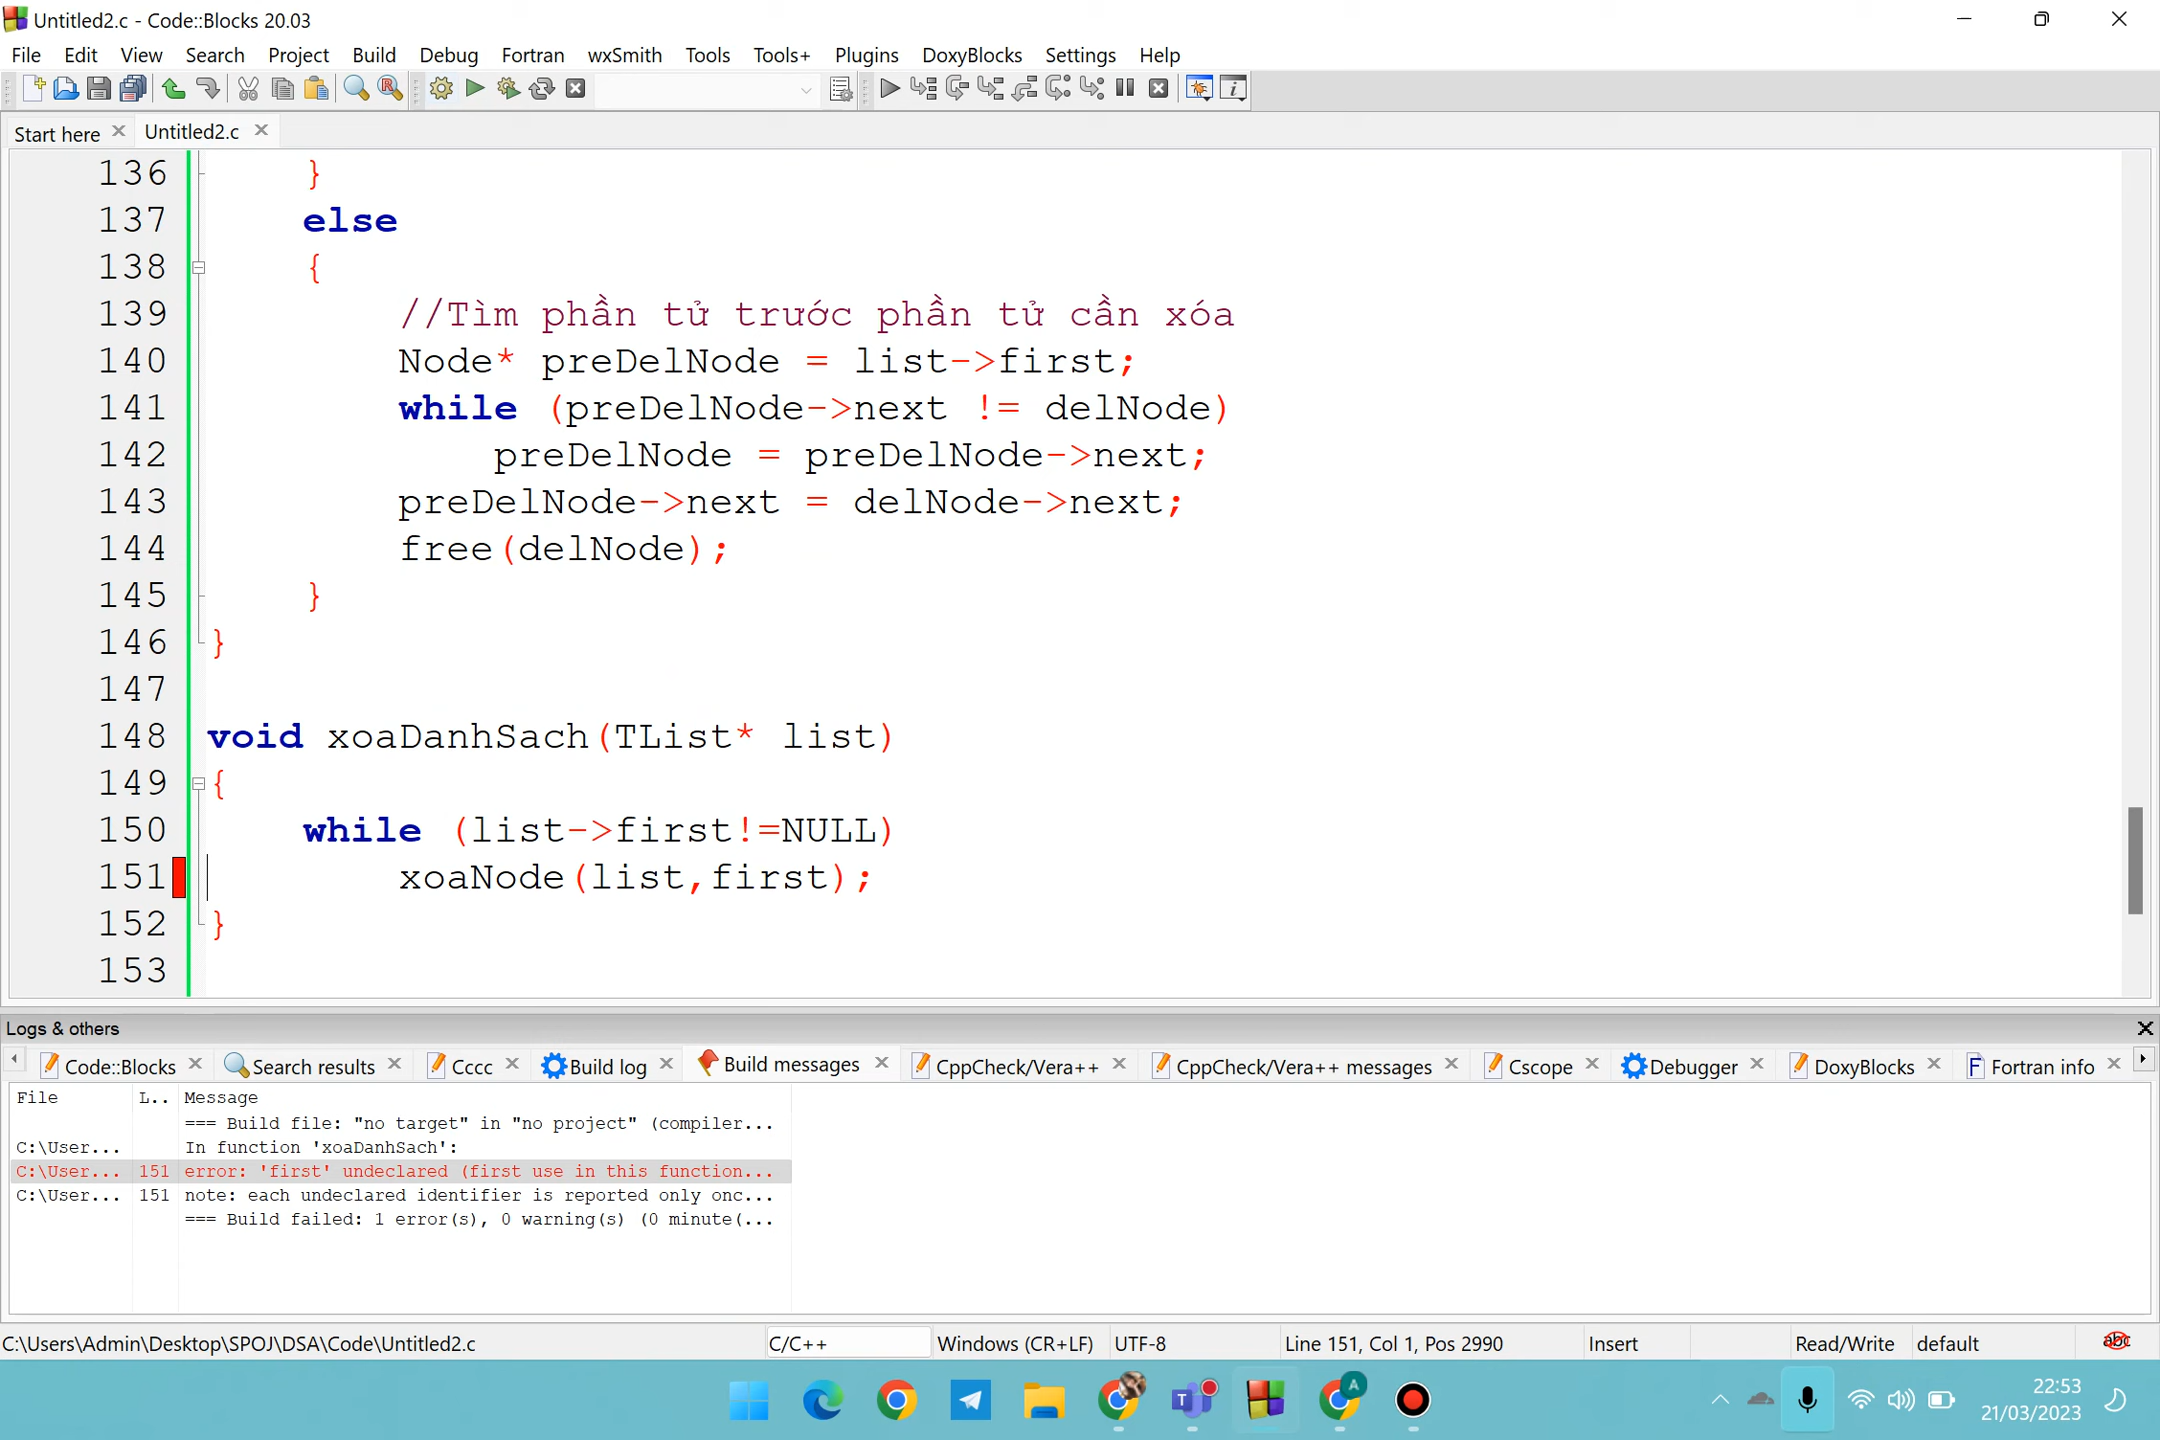 Untitled2.c - Code::Blocks 20.03
File Edit View Search Project Build Debug Fortran wxSmith Tools Tools+ Plugins DoxyBlocks Settings Help
Start here Untitled2.c
136 }
137 else
138 {
139 //Tìm phần tử trước phần tử cần xóa
140 Node* preDelNode = list->first;
141 while (preDelNode->next != delNode)
142 preDelNode = preDelNode->next;
143 preDelNode->next = delNode->next;
144 free(delNode);
145 }
146 }
147
148 void xoaDanhSach(TList* list)
149 {
150 while (list->first!=NULL)
151 xoaNode(list,first);
152 }
153
Logs & others
Code::Blocks Search results Cccc Build log Build messages CppCheck/Vera++ CppCheck/Vera++ messages Cscope Debugger DoxyBlocks Fortran info
File L.. Message
=== Build file: "no target" in "no project" (compiler...
C:\User... In function 'xoaDanhSach':
C:\User... 151 error: 'first' undeclared (first use in this function...
C:\User... 151 note: each undeclared identifier is reported only onc...
=== Build failed: 1 error(s), 0 warning(s) (0 minute(...
C:\Users\Admin\Desktop\SPOJ\DSA\Code\Untitled2.c C/C++ Windows (CR+LF) UTF-8 Line 151, Col 1, Pos 2990 Insert Read/Write default abc
22:53
21/03/2023